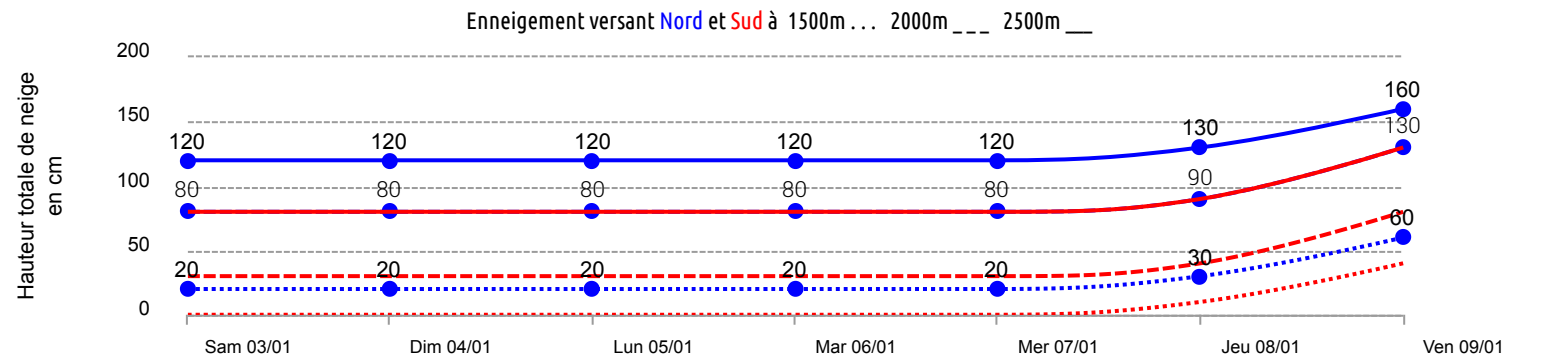 Enneigement versant Nord et Sud à 1500m . . . 2000m _ _ _ 2500m __
Hauteur totale de neige
en cm
200
150
100
50
0
120 120 120 120 120 130 160
80 80 80 80 80 90 130
20 20 20 20 20 30 60
Sam 03/01 Dim 04/01 Lun 05/01 Mar 06/01 Mer 07/01 Jeu 08/01 Ven 09/01